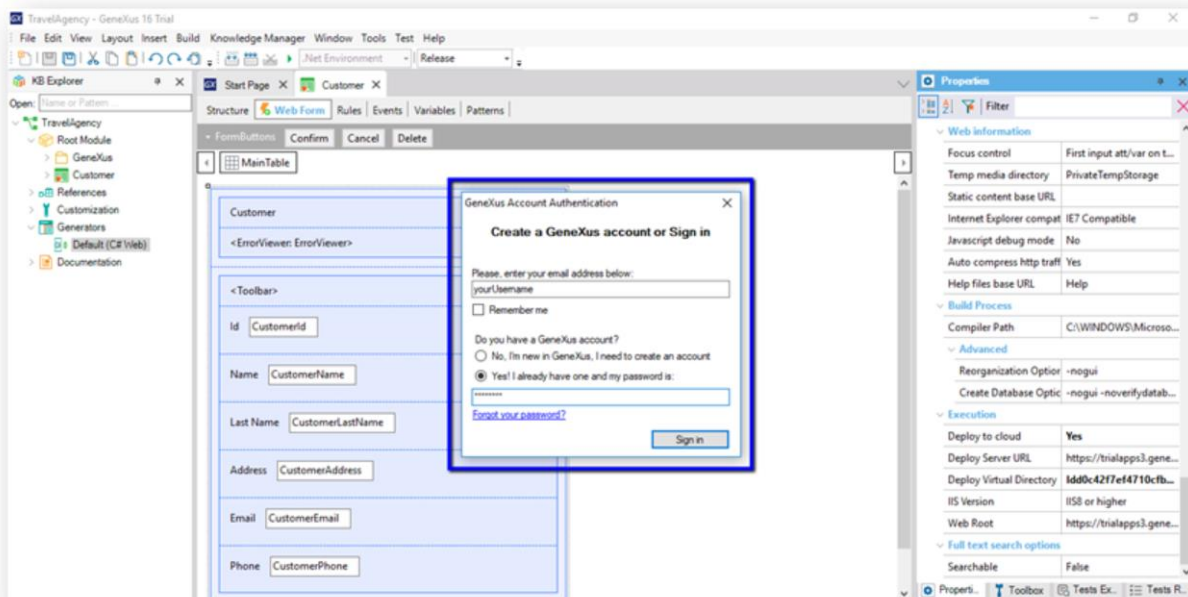 TravelAgency - GeneXus 16 Trial
File Edit View Layout Insert Build Knowledge Manager Window Tools Test Help
.Net Environment Release
KB Explorer
Open: Name or Pattern ...
TravelAgency
Root Module
GeneXus
Customer
References
Customization
Generators
Default (C# Web)
Documentation
Start Page Customer
Structure Web Form Rules Events Variables Patterns
FormButtons Confirm Cancel Delete
MainTable
Customer
<ErrorViewer: ErrorViewer>
<Toolbar>
Id CustomerId
Name CustomerName
Last Name CustomerLastName
Address CustomerAddress
Email CustomerEmail
Phone CustomerPhone
GeneXus Account Authentication
Create a GeneXus account or Sign in
Please, enter your email address below:
yourUsername
Remember me
Do you have a GeneXus account?
No, I'm new in GeneXus, I need to create an account
Yes! I already have one and my password is:
********
Forgot your password?
Sign in
Properties
Filter
Web information
Focus control First input att/var on t...
Temp media directory PrivateTempStorage
Static content base URL
Internet Explorer compat IE7 Compatible
Javascript debug mode No
Auto compress http traff Yes
Help files base URL Help
Build Process
Compiler Path C:\WINDOWS\Microso...
Advanced
Reorganization Option -nogui
Create Database Optic -nogui -noverifydatab...
Execution
Deploy to cloud Yes
Deploy Server URL https://trialapps3.gene...
Deploy Virtual Directory Idd0c42f7ef4710cfb...
IIS Version IIS8 or higher
Web Root https://trialapps3.gene...
Full text search options
Searchable False
Properti.. Toolbox Tests Ex... Tests R...